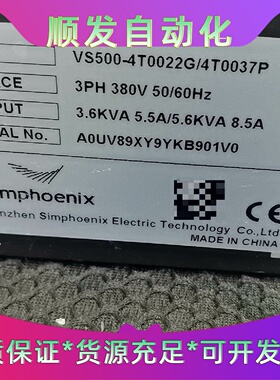 顺发自动化
VS500-4T0022G/4T0037P
CE 3PH 380V 50/60Hz
PUT 3.6KVA 5.5A/5.6KVA 8.5A
AL No. A0UV89XY9YKB901V0
mphoenix
nzhen Simphoenix Electric Technology Co.,Ltd
MADE IN CHINA
质保证*货源充足*可开发